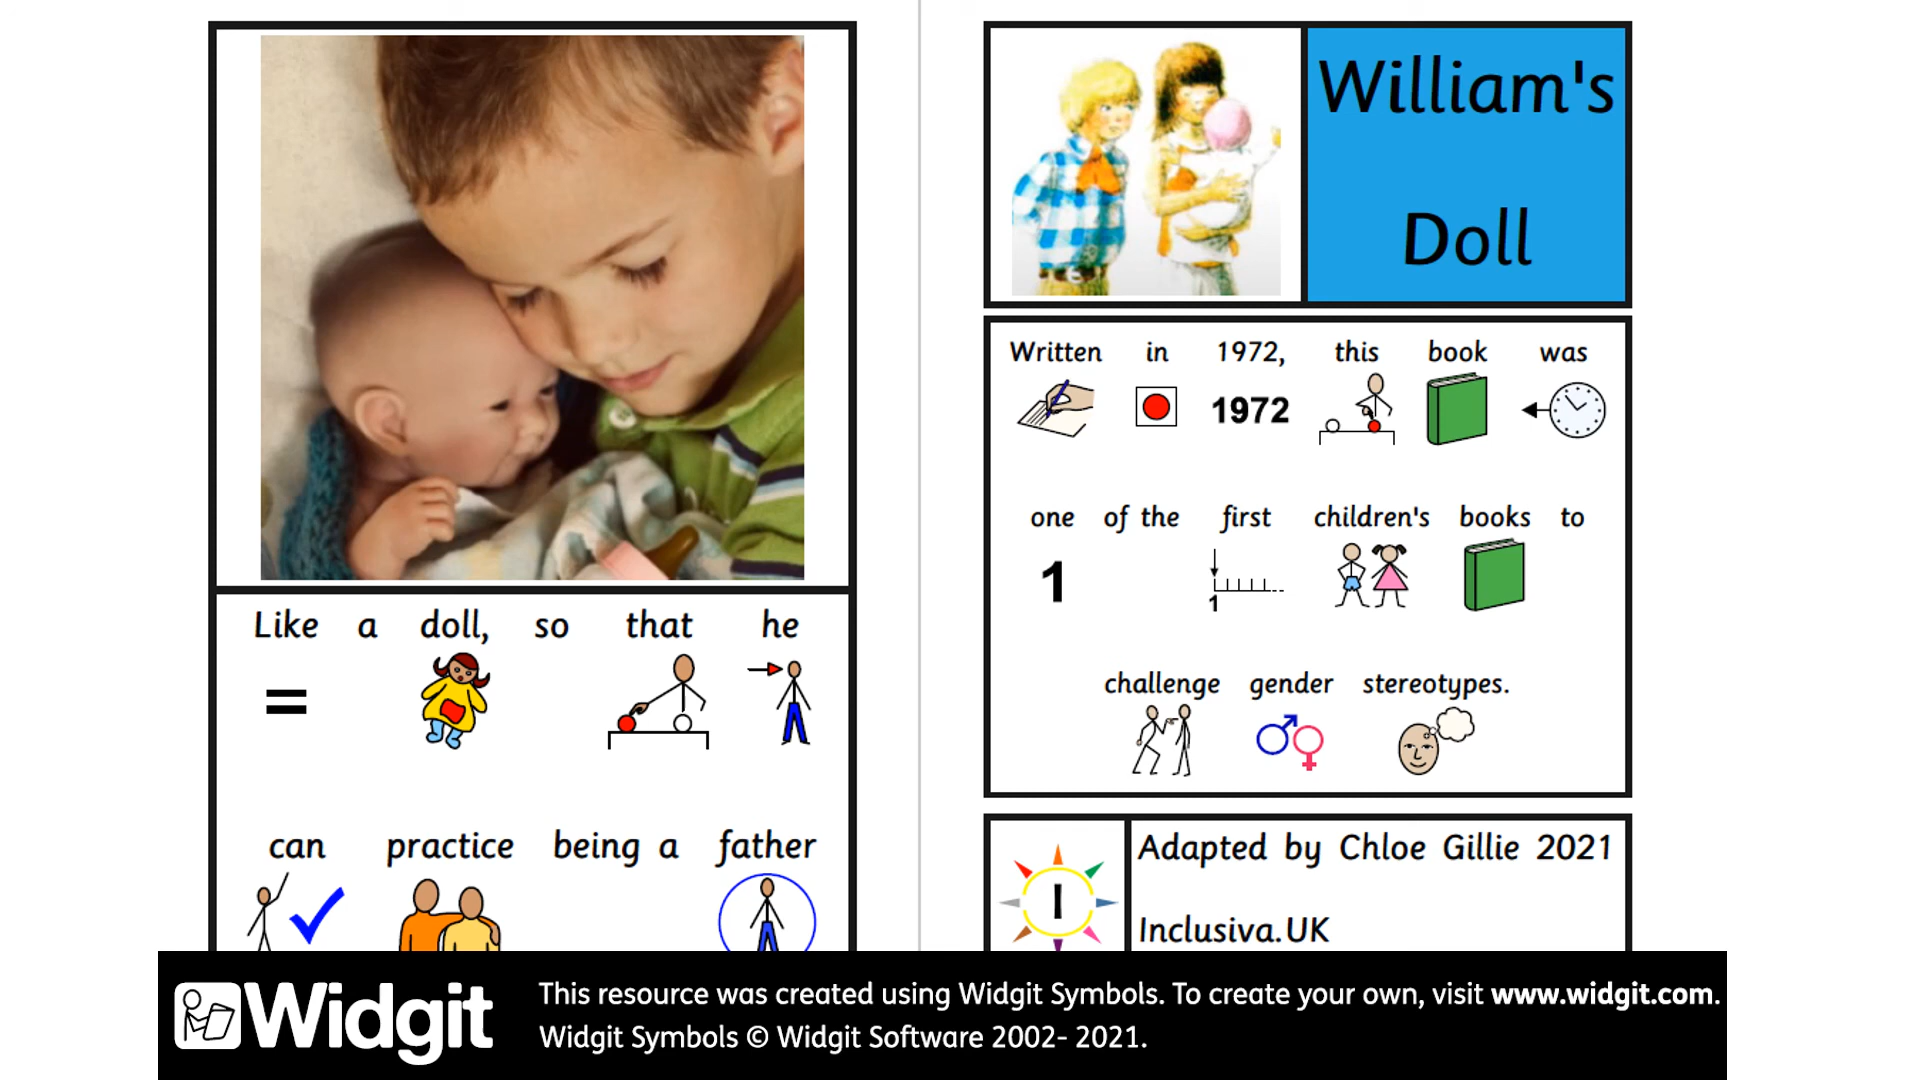 Like a doll, so that he
can practice being a father
William's
Doll
Written in 1972, this book was
1972
one of the first children's books to
1
1
challenge gender stereotypes.
I
Adapted by Chloe Gillie 2021
Inclusiva.UK
Widgit
This resource was created using Widgit Symbols. To create your own, visit www.widgit.com.
Widgit Symbols © Widgit Software 2002- 2021.